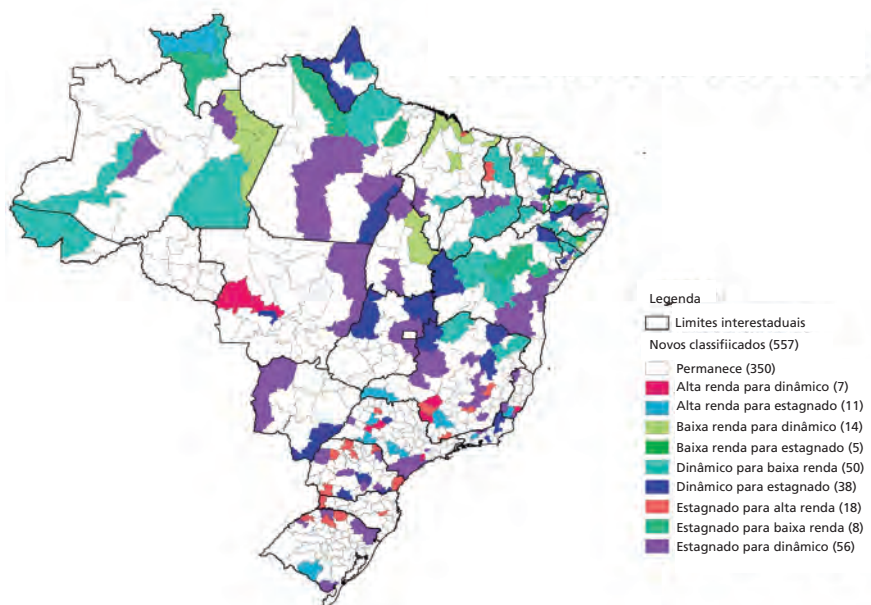 Legenda
Limites interestaduais
Novos classifiicados (557)
Permanece (350)
Alta renda para dinâmico (7)
Alta renda para estagnado (11)
Baixa renda para dinâmico (14)
Baixa renda para estagnado (5)
Dinâmico para baixa renda (50)
Dinâmico para estagnado (38)
Estagnado para alta renda (18)
Estagnado para baixa renda (8)
Estagnado para dinâmico (56)